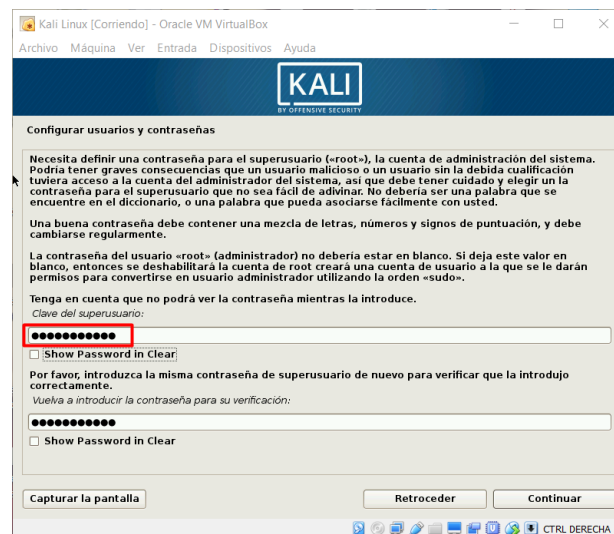 Kali Linux [Corriendo] - Oracle VM VirtualBox
Archivo Máquina Ver Entrada Dispositivos Ayuda
KALI
BY OFFENSIVE SECURITY
Configurar usuarios y contraseñas
Necesita definir una contraseña para el superusuario («root»), la cuenta de administración del sistema.
Podría tener graves consecuencias que un usuario malicioso o un usuario sin la debida cualificación
tuviera acceso a la cuenta del administrador del sistema, así que debe tener cuidado y elegir un la
contraseña para el superusuario que no sea fácil de adivinar. No debería ser una palabra que se
encuentre en el diccionario, o una palabra que pueda asociarse fácilmente con usted.
Una buena contraseña debe contener una mezcla de letras, números y signos de puntuación, y debe
cambiarse regularmente.
La contraseña del usuario «root» (administrador) no debería estar en blanco. Si deja este valor en
blanco, entonces se deshabilitará la cuenta de root creará una cuenta de usuario a la que se le darán
permisos para convertirse en usuario administrador utilizando la orden «sudo».
Tenga en cuenta que no podrá ver la contraseña mientras la introduce.
Clave del superusuario:
●●●●●●●●●●●
Show Password in Clear
Por favor, introduzca la misma contraseña de superusuario de nuevo para verificar que la introdujo
correctamente.
Vuelva a introducir la contraseña para su verificación:
●●●●●●●●●●●
Show Password in Clear
Capturar la pantalla Retroceder Continuar
CTRL DERECHA